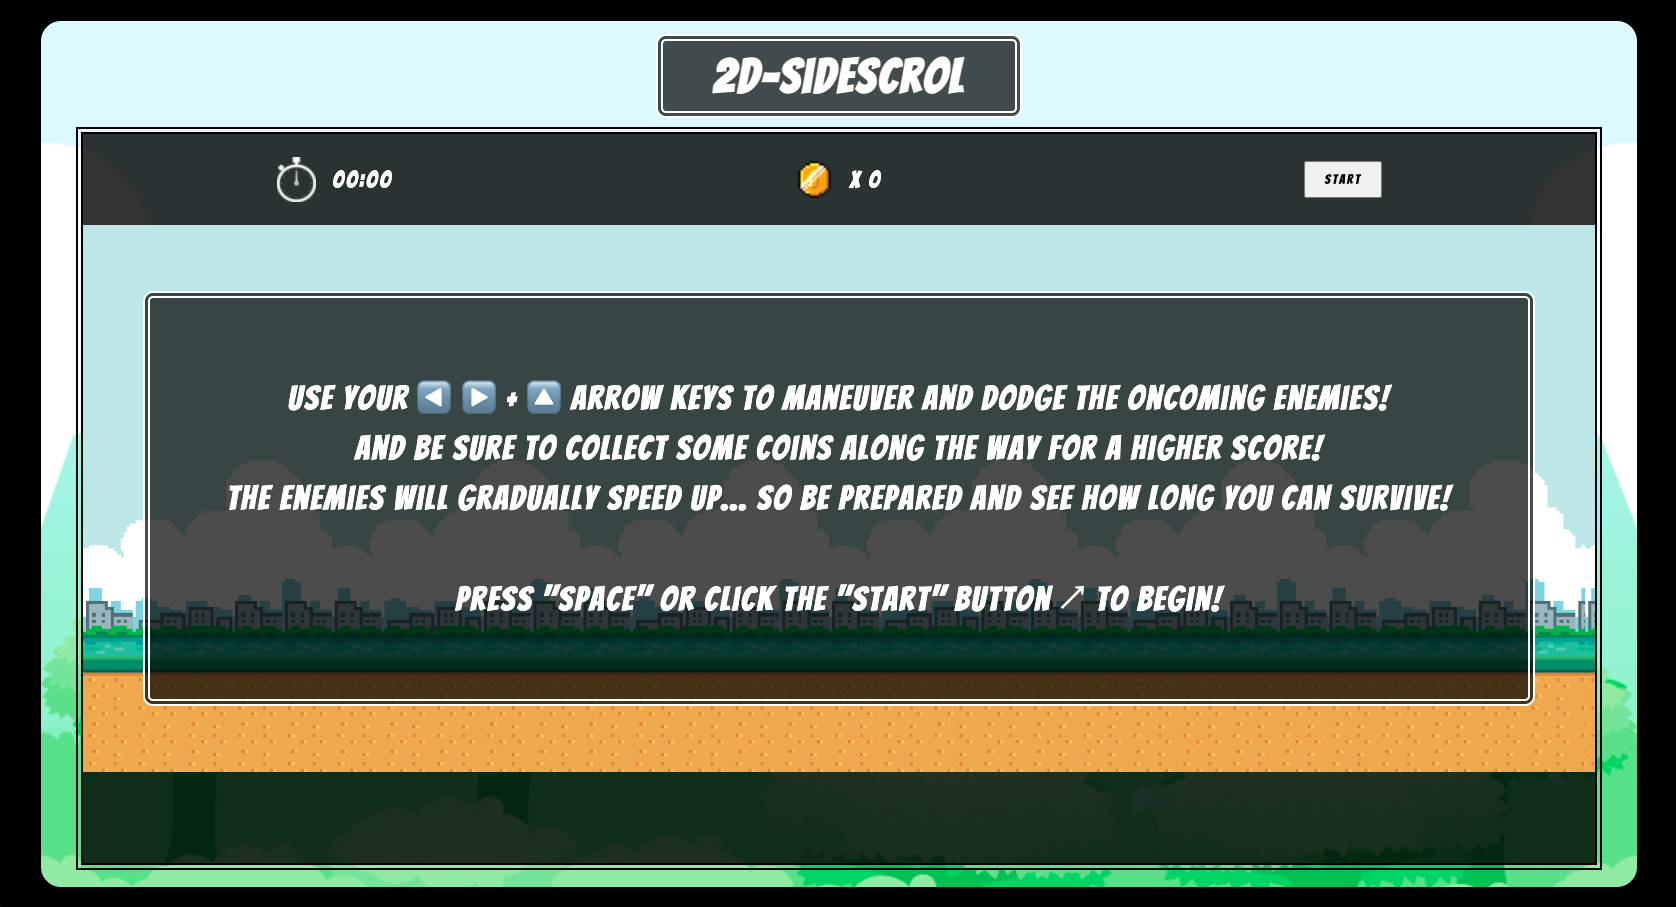 2D-SIDESCROL
00:00
X 0
START
USE YOUR ◀️ ▶️ + 🔼 ARROW KEYS TO MANEUVER AND DODGE THE ONCOMING ENEMIES!
AND BE SURE TO COLLECT SOME COINS ALONG THE WAY FOR A HIGHER SCORE!
THE ENEMIES WILL GRADUALLY SPEED UP... SO BE PREPARED AND SEE HOW LONG YOU CAN SURVIVE!
PRESS "SPACE" OR CLICK THE "START" BUTTON ↗ TO BEGIN!